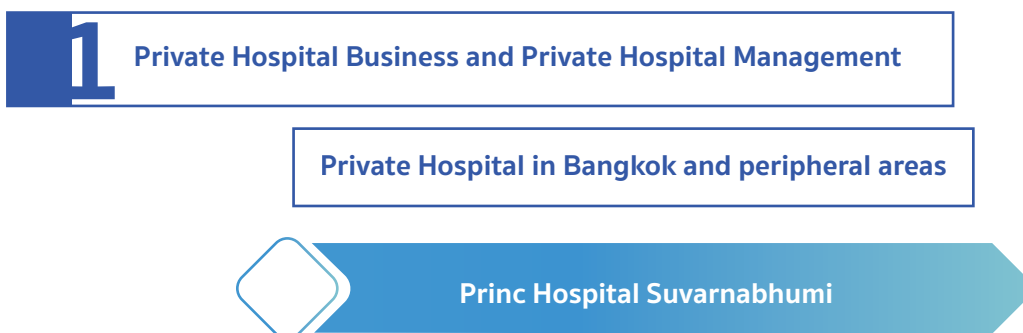 1
Private Hospital Business and Private Hospital Management
Private Hospital in Bangkok and peripheral areas
Princ Hospital Suvarnabhumi